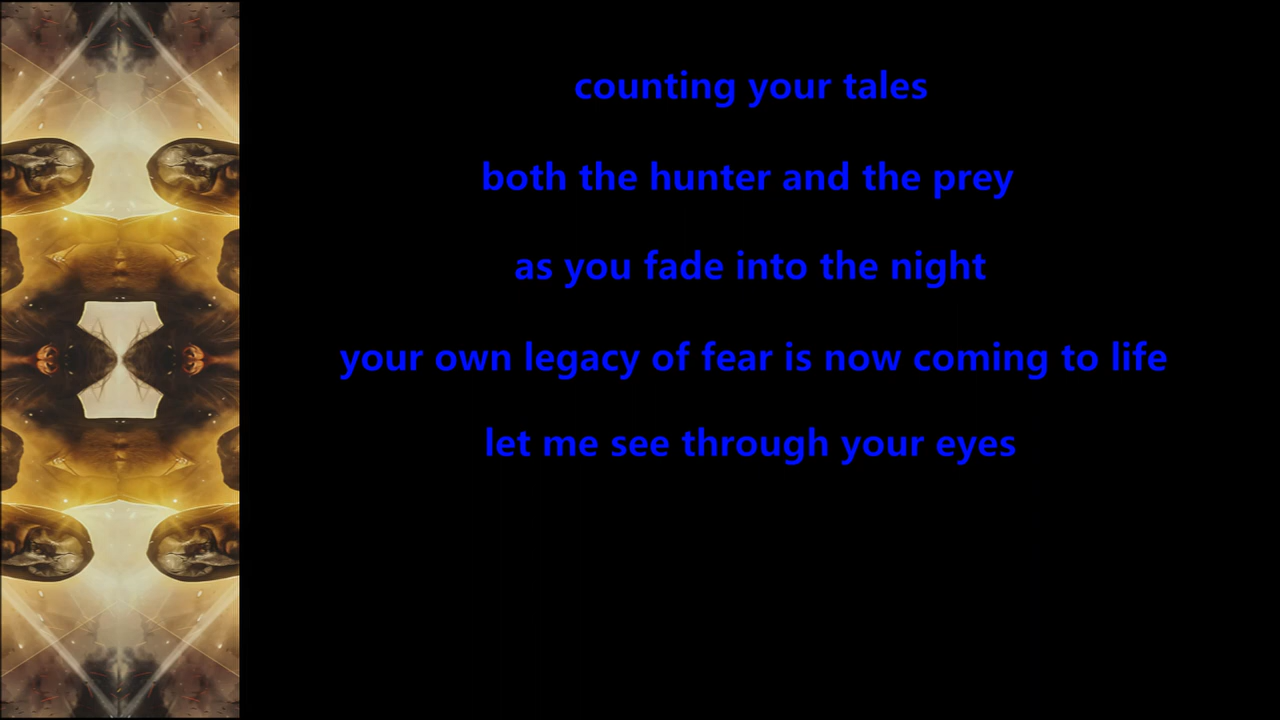 counting your tales
both the hunter and the prey
as you fade into the night
your own legacy of fear is now coming to life
let me see through your eyes